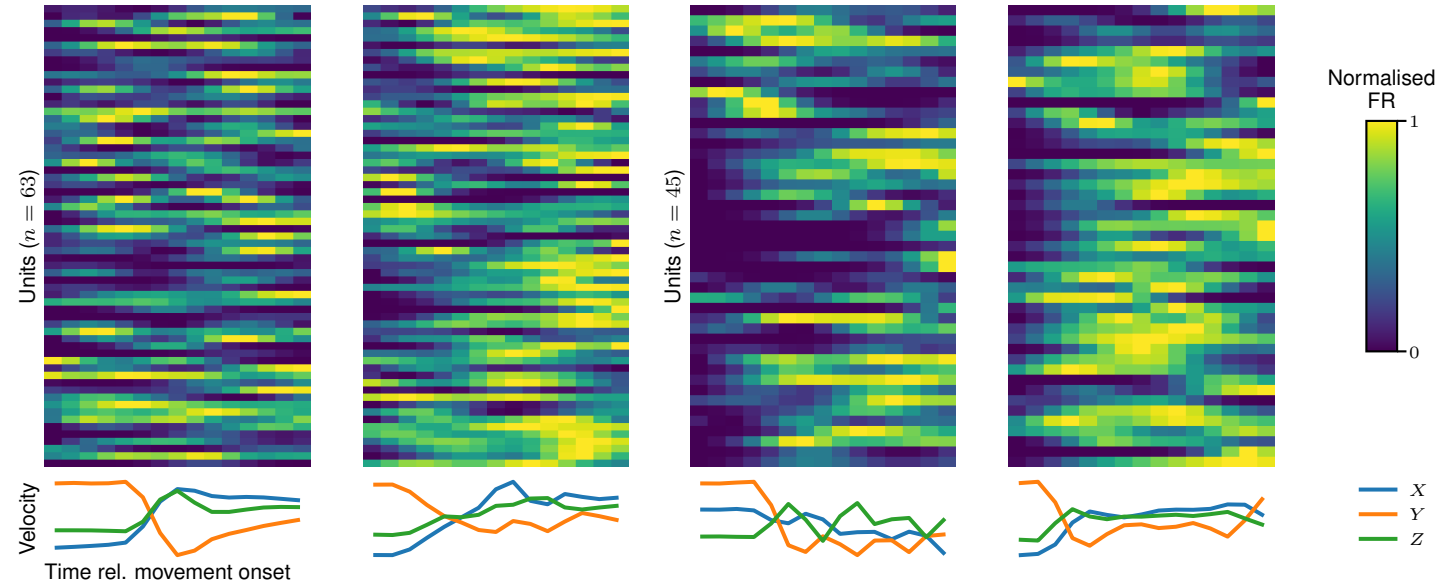 Units (n = 63)
Units (n = 45)
Normalised
FR
1
0
Velocity
X
Y
Z
Time rel. movement onset